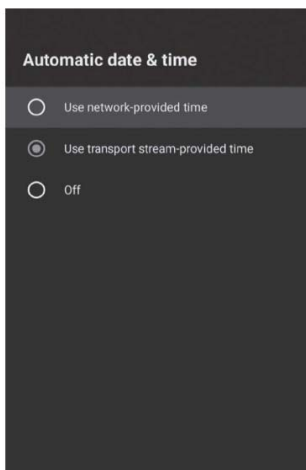 Automatic date & time
Use network-provided time
Use transport stream-provided time
Off